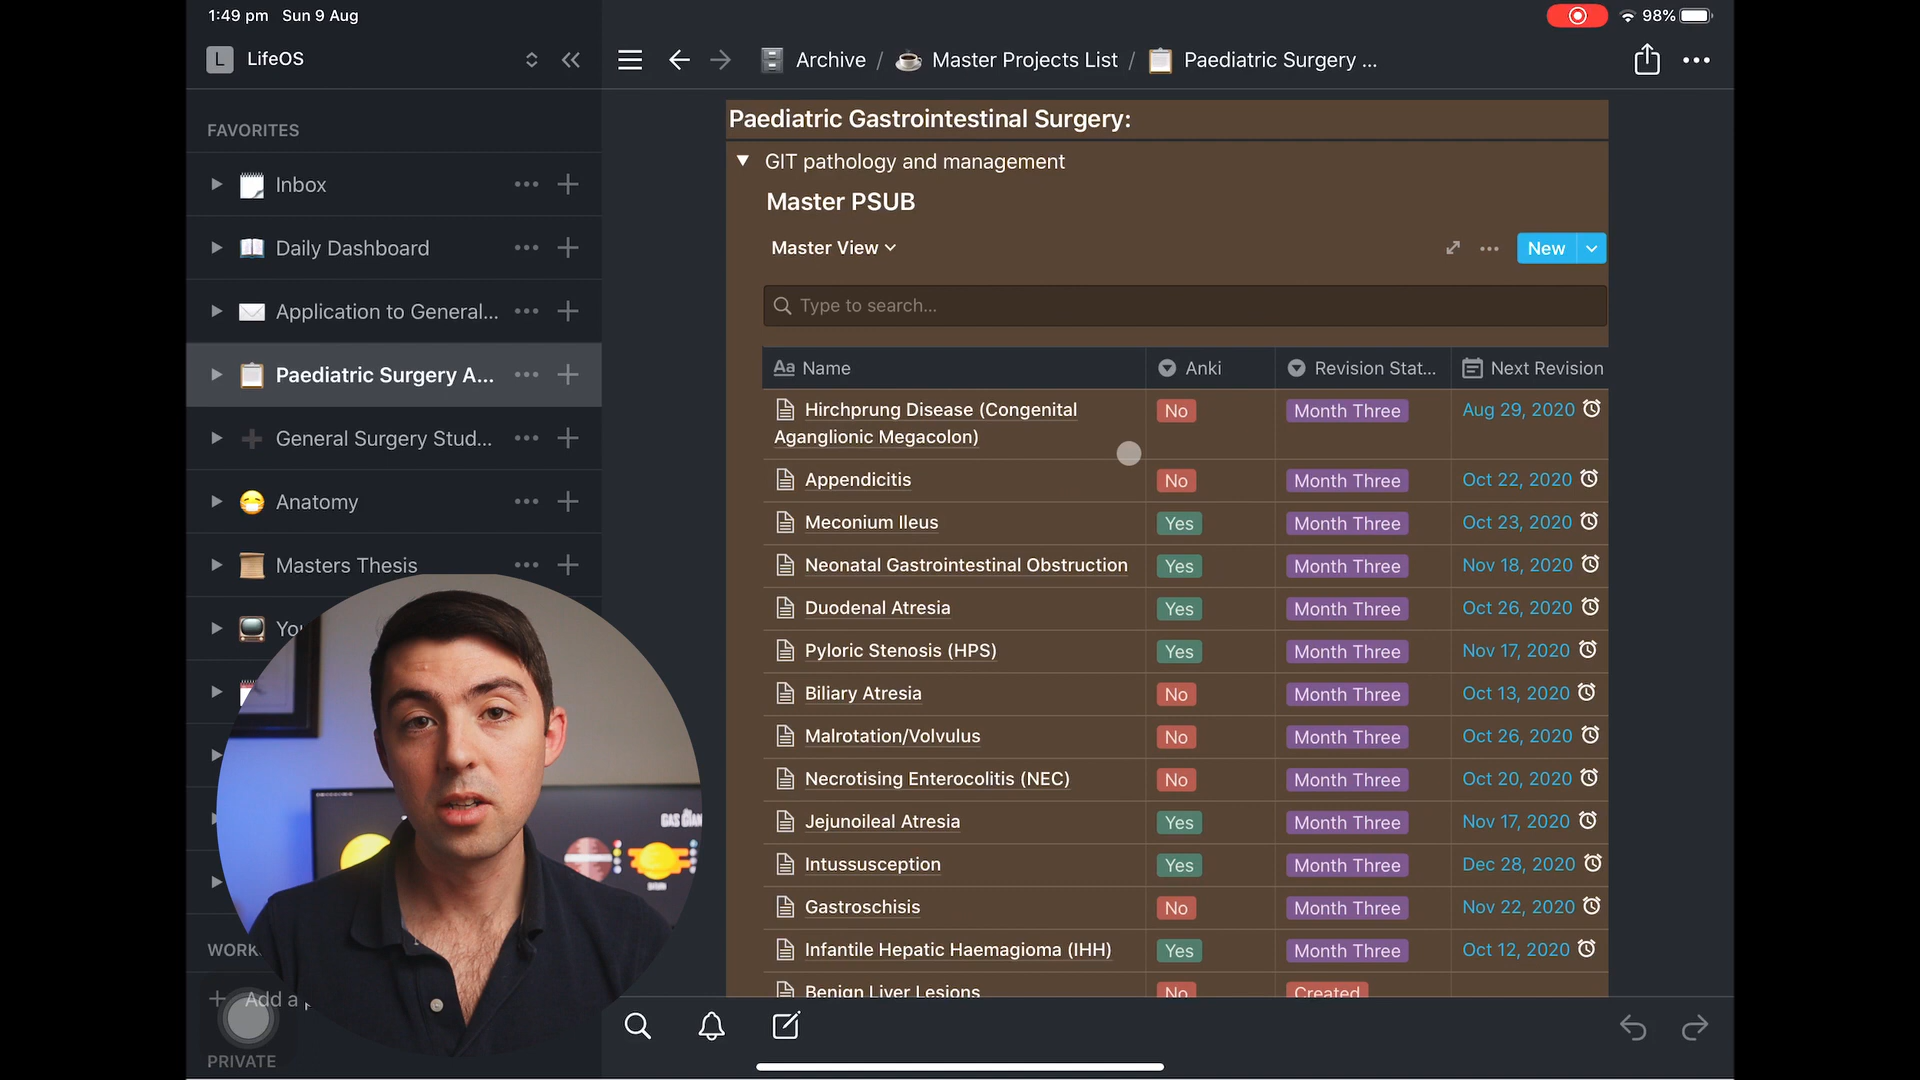 1:49 pm Sun 9 Aug
98%
L LifeOS
Archive / Master Projects List / Paediatric Surgery ...
FAVORITES
Inbox
Daily Dashboard
Application to General...
Paediatric Surgery A...
General Surgery Stud...
Anatomy
Masters Thesis
You
WORK
Add a
PRIVATE
Paediatric Gastrointestinal Surgery:
GIT pathology and management
Master PSUB
Master View
New
Type to search...
Aa Name Anki Revision Stat... Next Revision
Hirchprung Disease (Congenital
Aganglionic Megacolon) No Month Three Aug 29, 2020
Appendicitis No Month Three Oct 22, 2020
Meconium Ileus Yes Month Three Oct 23, 2020
Neonatal Gastrointestinal Obstruction Yes Month Three Nov 18, 2020
Duodenal Atresia Yes Month Three Oct 26, 2020
Pyloric Stenosis (HPS) Yes Month Three Nov 17, 2020
Biliary Atresia No Month Three Oct 13, 2020
Malrotation/Volvulus No Month Three Oct 26, 2020
Necrotising Enterocolitis (NEC) No Month Three Oct 20, 2020
Jejunoileal Atresia Yes Month Three Nov 17, 2020
Intussusception Yes Month Three Dec 28, 2020
Gastroschisis No Month Three Nov 22, 2020
Infantile Hepatic Haemagioma (IHH) Yes Month Three Oct 12, 2020
Benign Liver Lesions No Created